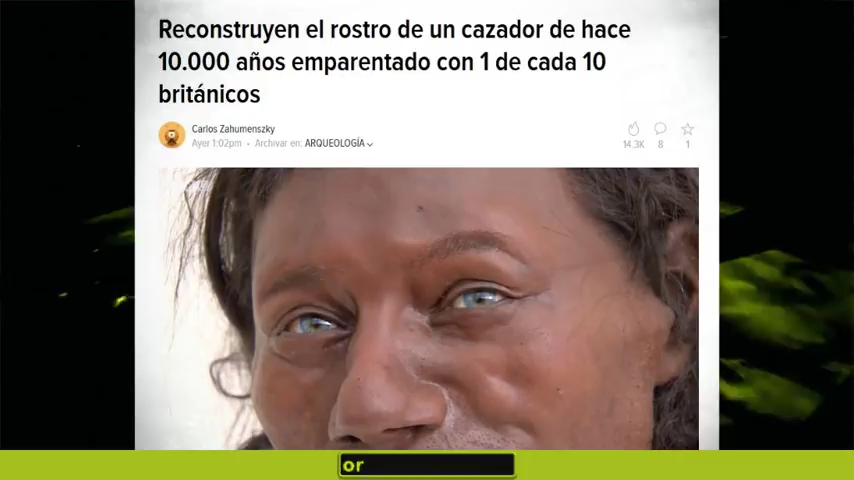 Reconstruyen el rostro de un cazador de hace
10.000 años emparentado con 1 de cada 10
británicos
Carlos Zahumenszky
Ayer 1:02pm • Archivar en: ARQUEOLOGÍA
14.3K 8 1
or